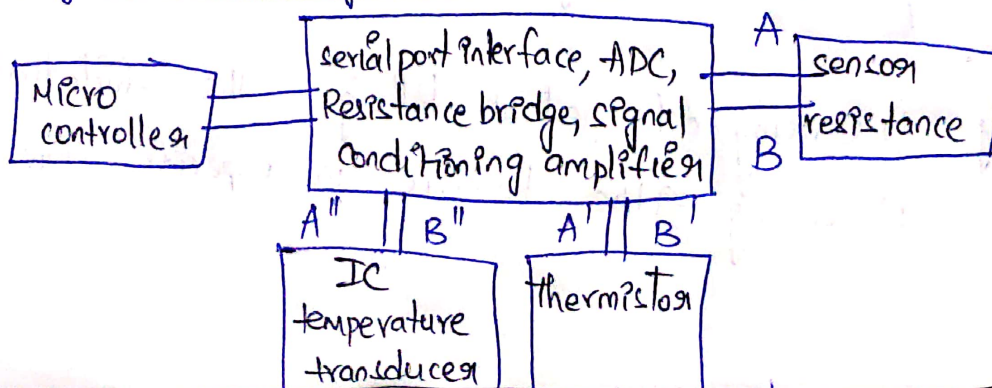 Micro
controller
serial port interface, ADC,
Resistance bridge, signal
conditioning amplifier
A
B
sensor
resistance
A"
B"
A'
B'
IC
temperature
transducer
thermistor